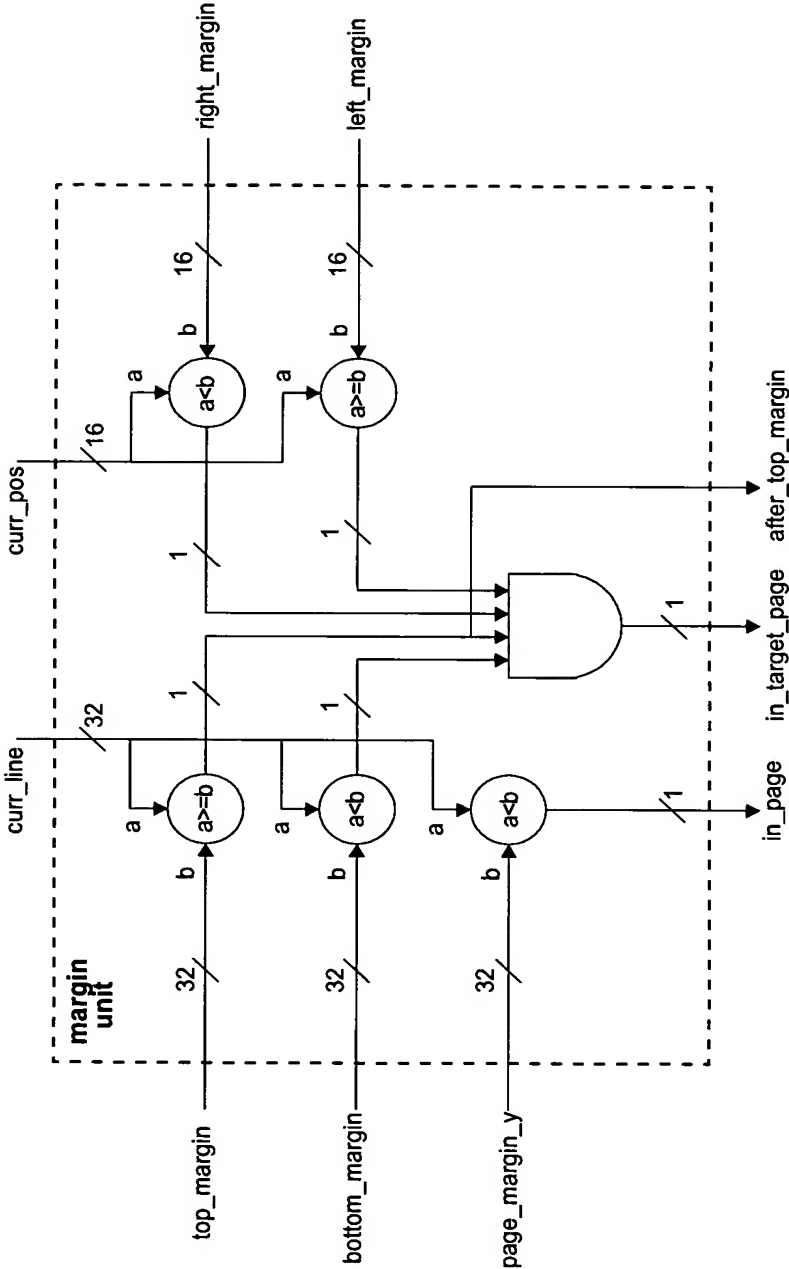 curr_line
curr_pos
margin
unit
32
16
a
a
top_margin
32
b
a>=b
1
1
a<b
b
16
right_margin
a
a
bottom_margin
32
b
a<b
1
1
a>=b
b
16
left_margin
a
page_margin_y
32
b
a<b
1
1
in_page
in_target_page
after_top_margin